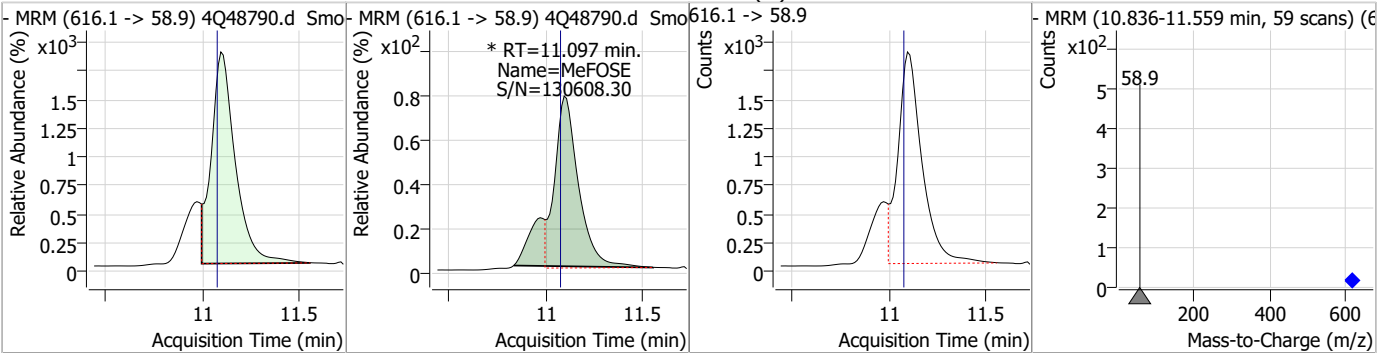 - MRM (616.1 -> 58.9) 4Q48790.d Smo
Relative Abundance (%)
x10³
1.5
1.25
1
0.75
0.5
0.25
0
11
11.5
Acquisition Time (min)
- MRM (616.1 -> 58.9) 4Q48790.d Smo
Relative Abundance (%)
x10²
* RT=11.097 min.
Name=MeFOSE
S/N=130608.30
0.8
0.6
0.4
0.2
0
11
11.5
Acquisition Time (min)
616.1 -> 58.9
Counts
x10³
1.5
1.25
1
0.75
0.5
0.25
0
11
11.5
Acquisition Time (min)
- MRM (10.836-11.559 min, 59 scans) (6
Counts
x10²
58.9
5
4
3
2
1
0
200
400
600
Mass-to-Charge (m/z)